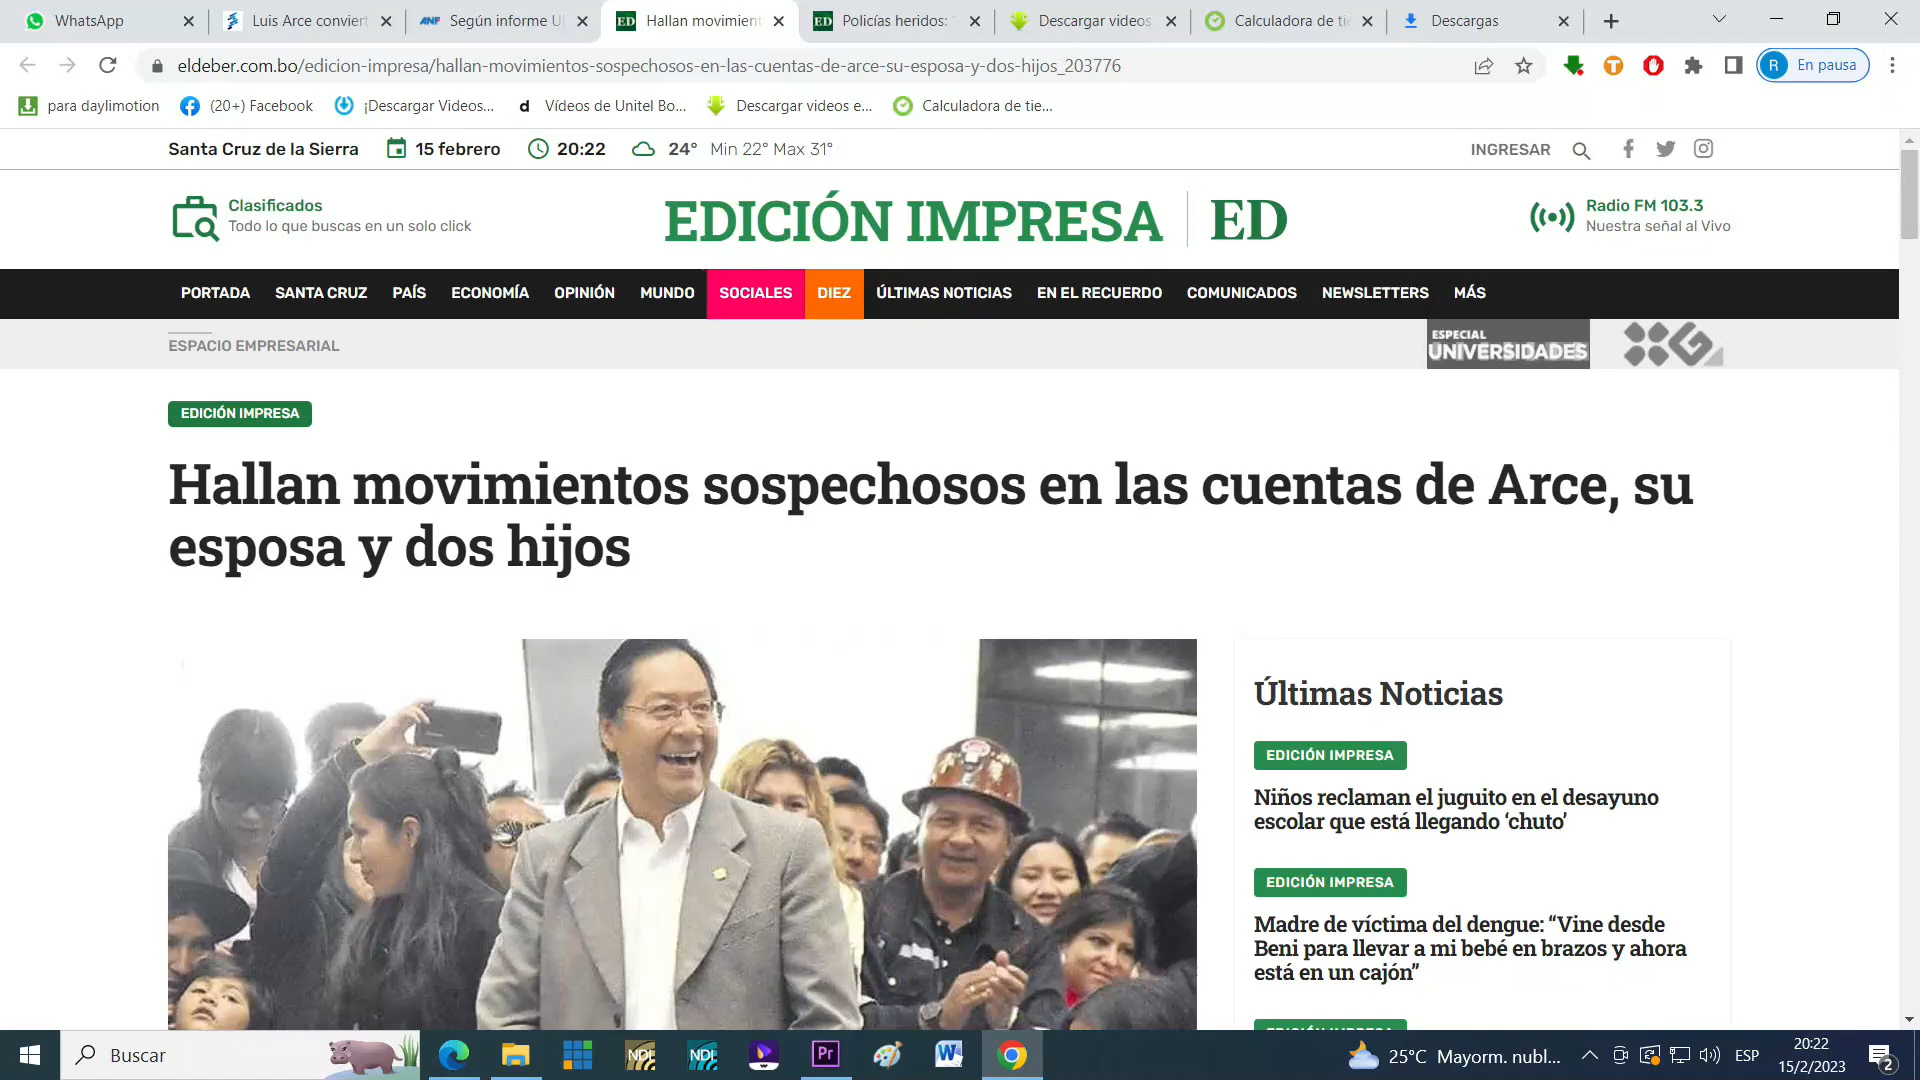 WhatsApp
Luis Arce conviert
Según informe UI
Hallan movimient
Policías heridos: "
Descargar videos
Calculadora de tie
Descargas
eldeber.com.bo/edicion-impresa/hallan-movimientos-sospechosos-en-las-cuentas-de-arce-su-esposa-y-dos-hijos_203776
R En pausa
para daylimotion
(20+) Facebook
¡Descargar Videos...
d Vídeos de Unitel Bo...
Descargar videos e...
Calculadora de tie...
Santa Cruz de la Sierra
15 febrero
20:22
24° Min 22° Max 31°
INGRESAR
Clasificados
Todo lo que buscas en un solo click
EDICIÓN IMPRESA
ED
Radio FM 103.3
Nuestra señal al Vivo
PORTADA SANTA CRUZ PAÍS ECONOMÍA OPINIÓN MUNDO SOCIALES DIEZ ÚLTIMAS NOTICIAS EN EL RECUERDO COMUNICADOS NEWSLETTERS MÁS
ESPACIO EMPRESARIAL
ESPECIAL
UNIVERSIDADES
EDICIÓN IMPRESA
Hallan movimientos sospechosos en las cuentas de Arce, su
esposa y dos hijos
Últimas Noticias
EDICIÓN IMPRESA
Niños reclaman el juguito en el desayuno
escolar que está llegando ‘chuto’
EDICIÓN IMPRESA
Madre de víctima del dengue: “Vine desde
Beni para llevar a mi bebé en brazos y ahora
está en un cajón”
EDICIÓN IMPRESA
Buscar
25°C Mayorm. nubl...
ESP
20:22
15/2/2023
2